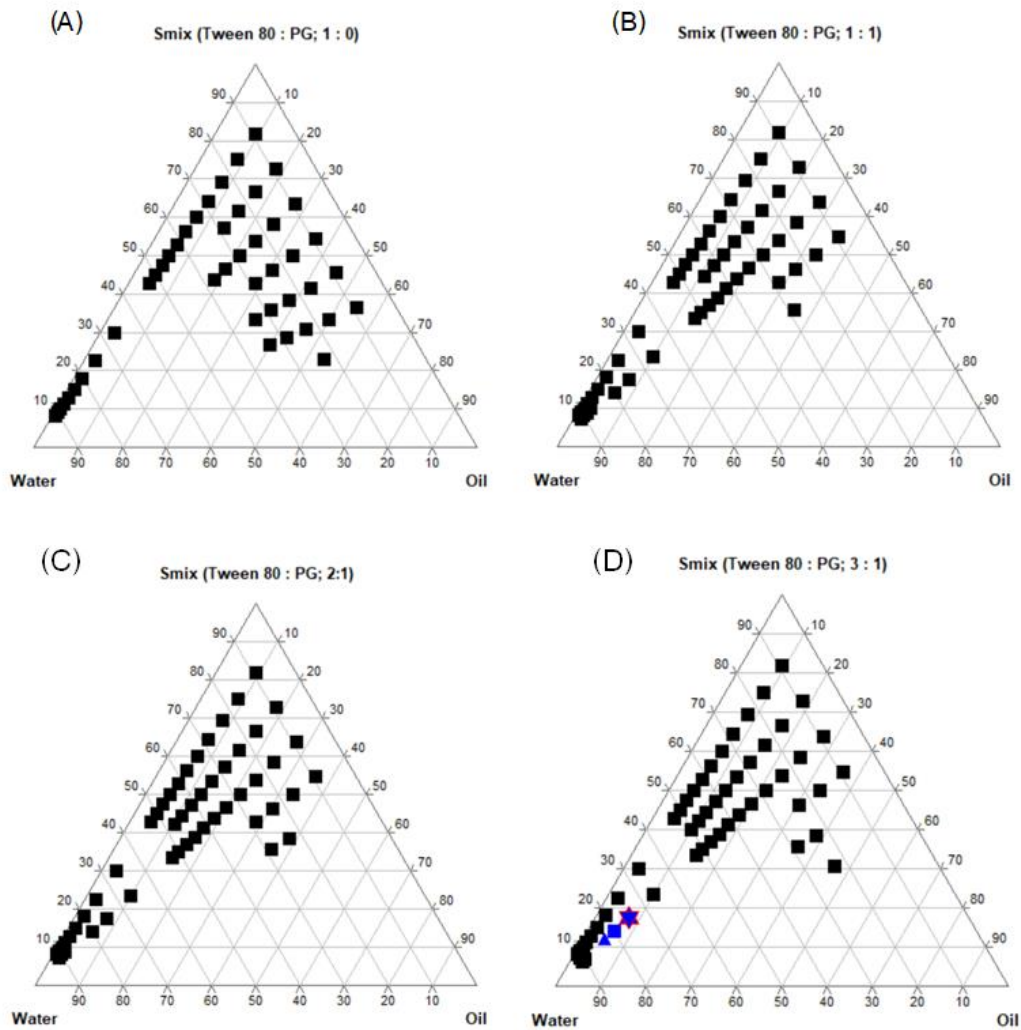 (A)
Smix (Tween 80 : PG; 1 : 0)
90 10
80 20
70 30
60 40
50 50
40 60
30 70
20 80
10 90
90 80 70 60 50 40 30 20 10
Water Oil
(B)
Smix (Tween 80 : PG; 1 : 1)
90 10
80 20
70 30
60 40
50 50
40 60
30 70
20 80
10 90
90 80 70 60 50 40 30 20 10
Water Oil
(C)
Smix (Tween 80 : PG; 2:1)
90 10
80 20
70 30
60 40
50 50
40 60
30 70
20 80
10 90
90 80 70 60 50 40 30 20 10
Water Oil
(D)
Smix (Tween 80 : PG; 3 : 1)
90 10
80 20
70 30
60 40
50 50
40 60
30 70
20 80
10 90
90 80 70 60 50 40 30 20 10
Water Oil